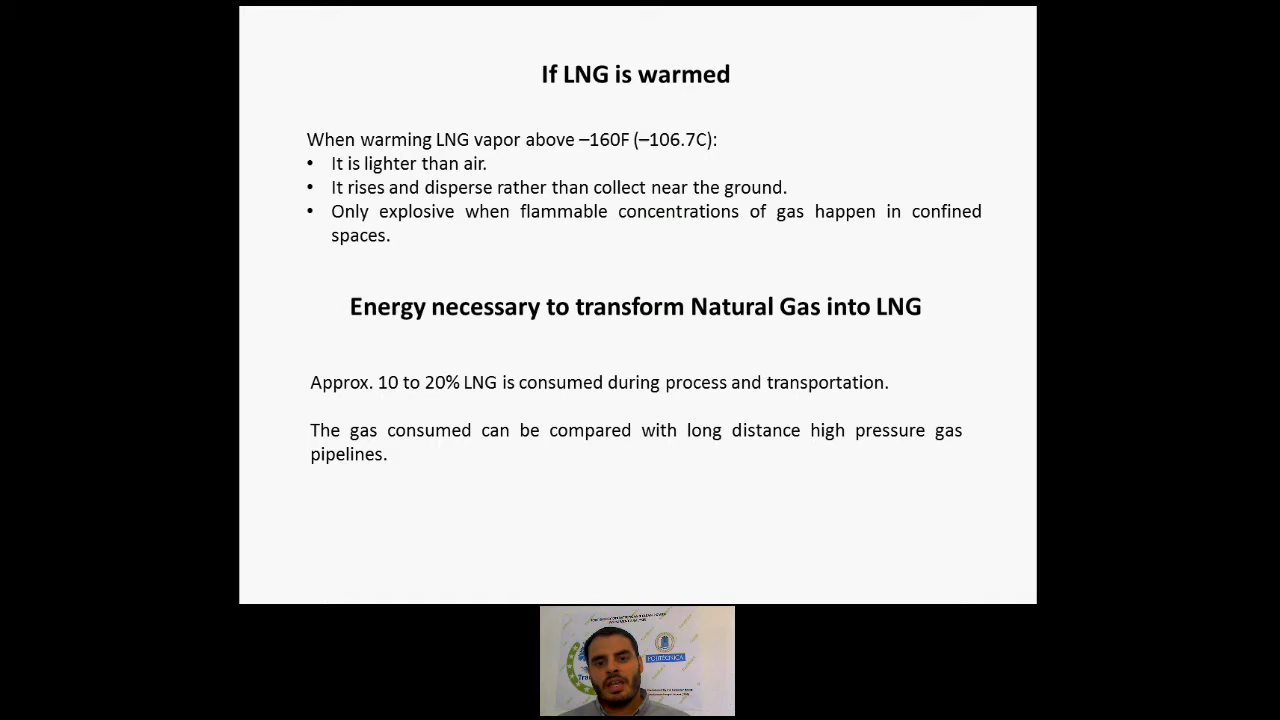 If LNG is warmed
When warming LNG vapor above –160F (–106.7C):
• It is lighter than air.
• It rises and disperse rather than collect near the ground.
• Only explosive when flammable concentrations of gas happen in confined
spaces.
Energy necessary to transform Natural Gas into LNG
Approx. 10 to 20% LNG is consumed during process and transportation.
The gas consumed can be compared with long distance high pressure gas
pipelines.
POLITÉCNICA